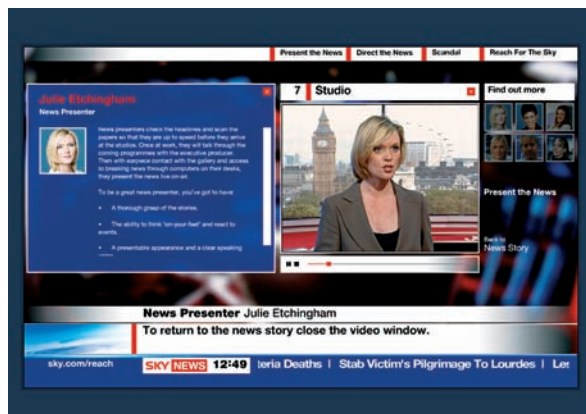 Present the News
Direct the News
Scandal
Reach For The Sky
Julie Etchingham
News Presenter
News presenters check the headlines and scan the
papers so that they are up to speed before they arrive
at the studios. Once at work, they will talk through the
coming programmes with the executive producer.
Then with earpiece contact with the gallery and access
to breaking news through computers on their desks,
they present the news live on-air.
To be a great news presenter, you've got to have
• A thorough grasp of the stories.
• The ability to think 'on-your-feet' and react to
events.
• A presentable appearance and a clear speaking
7 Studio
Find out more
Present the News
Back to
News Story
News Presenter Julie Etchingham
To return to the news story close the video window.
sky.com/reach
SKY NEWS 12:49 teria Deaths | Stab Victim's Pilgrimage To Lourdes | Les